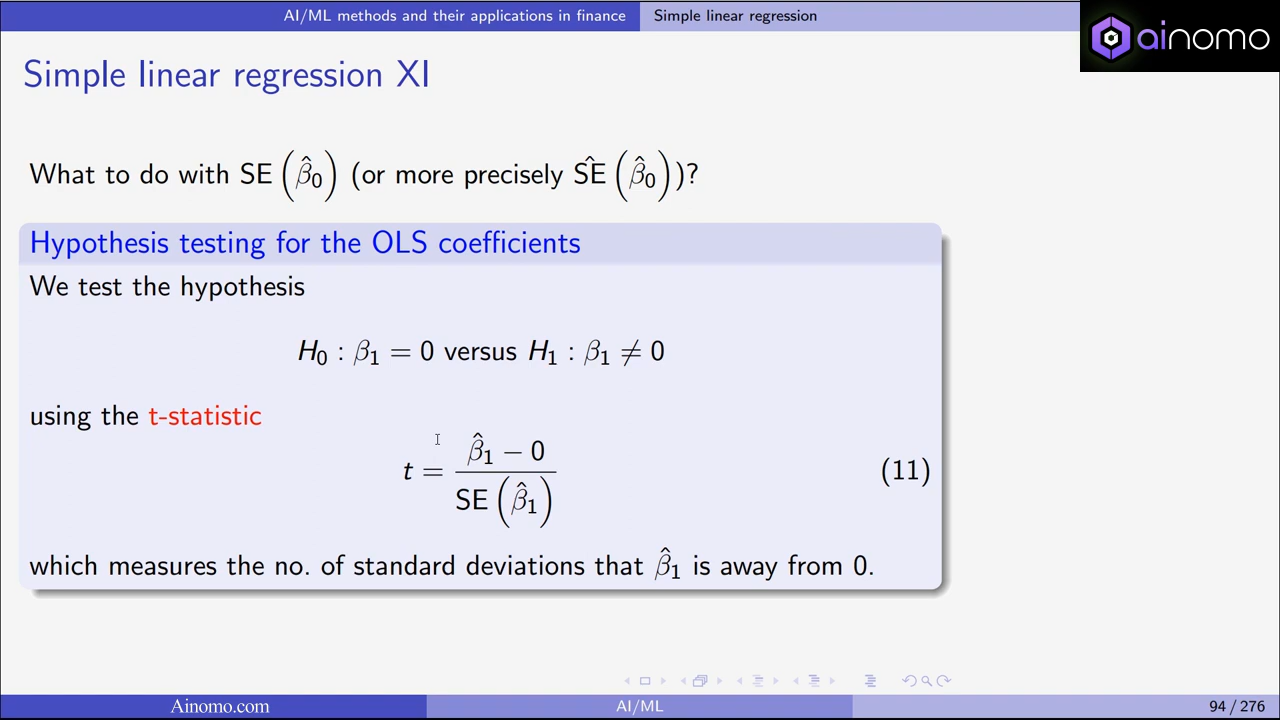 AI/ML methods and their applications in finance Simple linear regression
ainomo
Simple linear regression XI
What to do with SE (β̂₀) (or more precisely SÊ (β̂₀))?
Hypothesis testing for the OLS coefficients
We test the hypothesis
H₀ : β₁ = 0 versus H₁ : β₁ ≠ 0
using the t-statistic
t = (β̂₁ − 0) / SE (β̂₁) (11)
which measures the no. of standard deviations that β̂₁ is away from 0.
Ainomo.com AI/ML 94 / 276